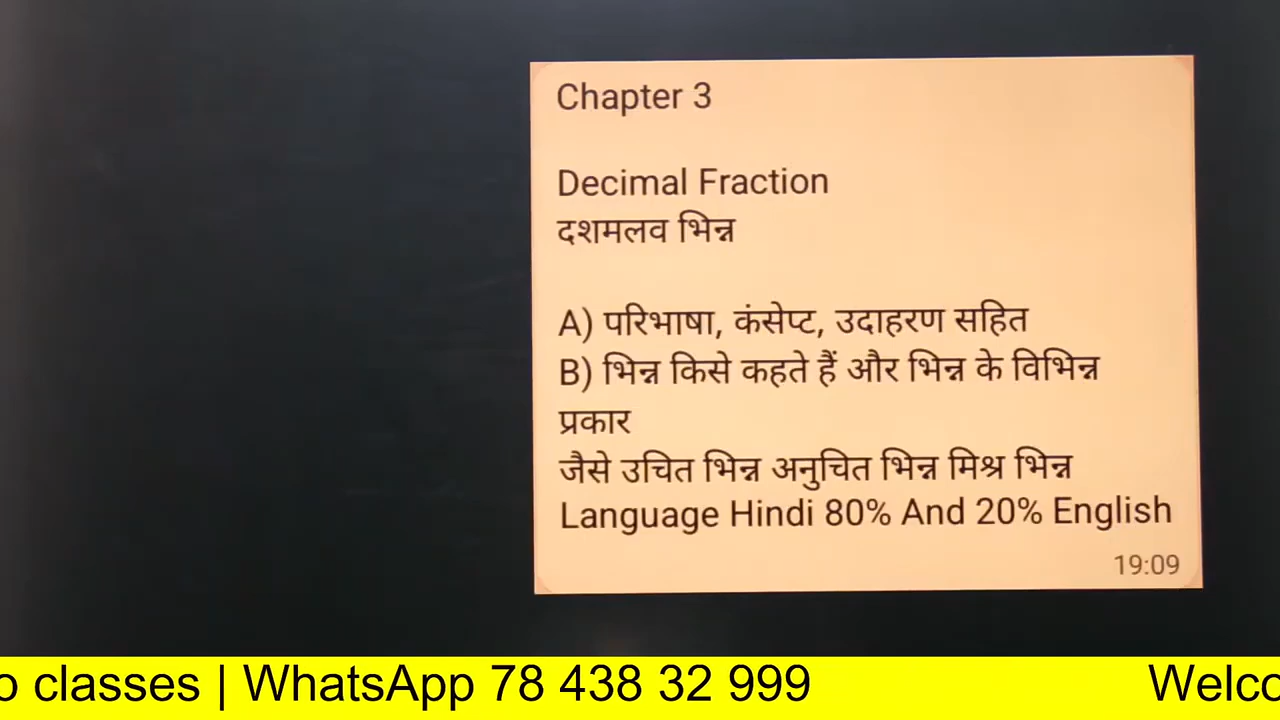 Chapter 3
Decimal Fraction
दशमलव भिन्न
A) परिभाषा, कंसेप्ट, उदाहरण सहित
B) भिन्न किसे कहते हैं और भिन्न के विभिन्न
प्रकार
जैसे उचित भिन्न अनुचित भिन्न मिश्र भिन्न
Language Hindi 80% And 20% English
19:09
o classes | WhatsApp 78 438 32 999 Welco